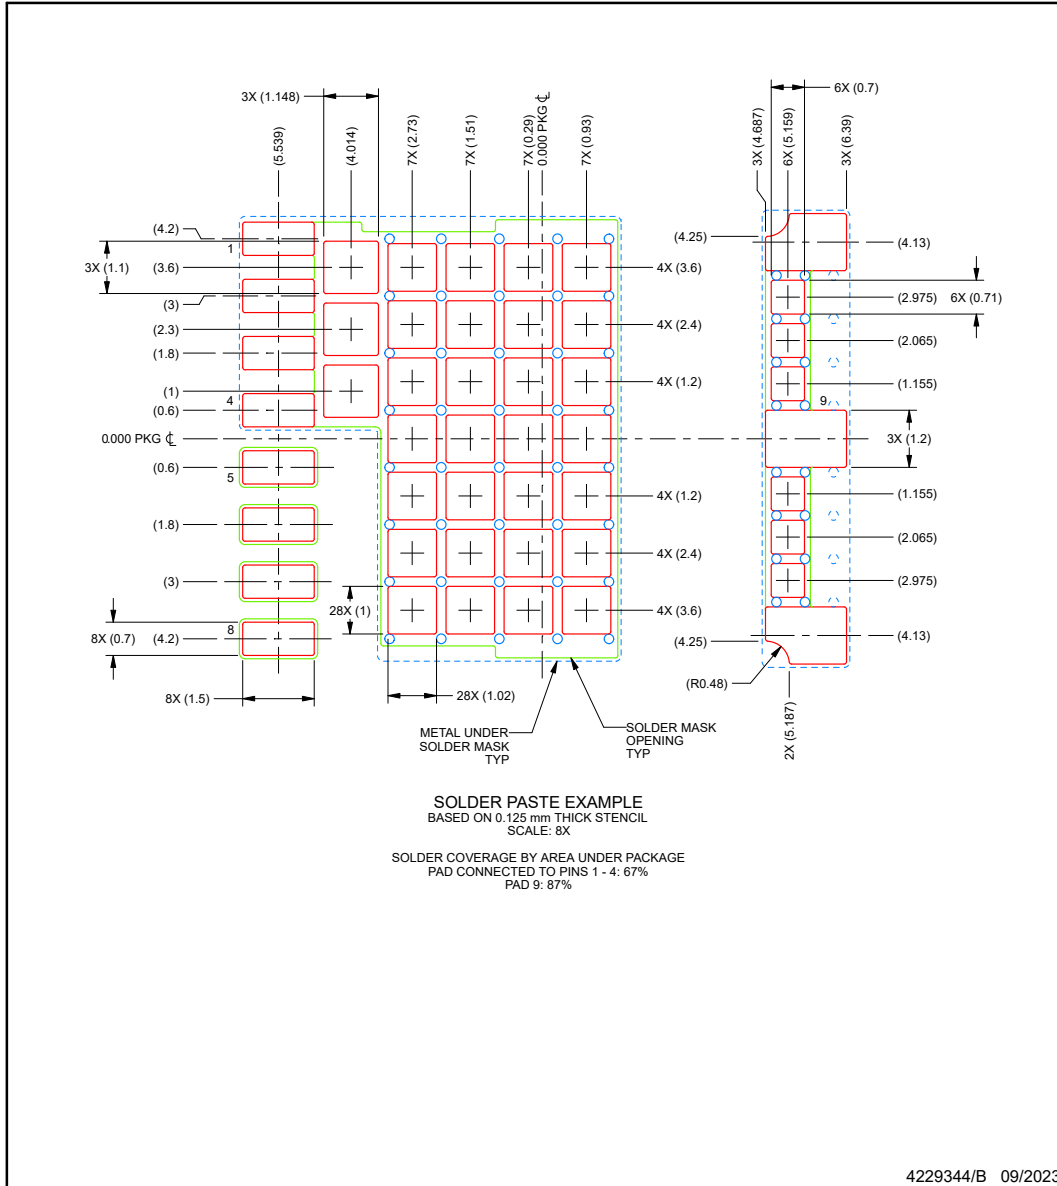 3X (1.148)
(5.539)
(4.014)
7X (2.73)
7X (1.51)
7X (0.29)
0.000 PKG ℄
7X (0.93)
6X (0.7)
3X (4.687)
6X (5.159)
3X (6.39)
(4.2)
1
3X (1.1)
(3.6)
(3)
(2.3)
(1.8)
(1)
4
(0.6)
0.000 PKG ℄
(0.6)
5
(1.8)
(3)
8
8X (0.7)
(4.2)
8X (1.5)
4X (3.6)
4X (2.4)
4X (1.2)
4X (1.2)
4X (2.4)
4X (3.6)
28X (1)
28X (1.02)
(4.25)
(4.13)
(2.975)
6X (0.71)
(2.065)
(1.155)
9
3X (1.2)
(1.155)
(2.065)
(2.975)
(4.25)
(4.13)
(R0.48)
2X (5.187)
METAL UNDER
SOLDER MASK
TYP
SOLDER MASK
OPENING
TYP
SOLDER PASTE EXAMPLE
BASED ON 0.125 mm THICK STENCIL
SCALE: 8X
SOLDER COVERAGE BY AREA UNDER PACKAGE
PAD CONNECTED TO PINS 1 - 4: 67%
PAD 9: 87%
4229344/B 09/2023